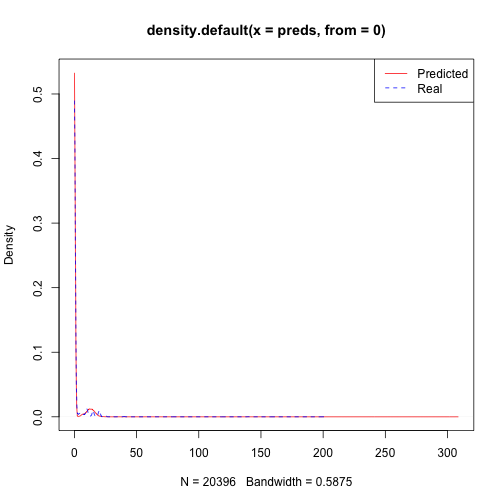 density.default(x = preds, from = 0)
Predicted
Real
Density
0.5
0.4
0.3
0.2
0.1
0.0
0 50 100 150 200 250 300
N = 20396 Bandwidth = 0.5875